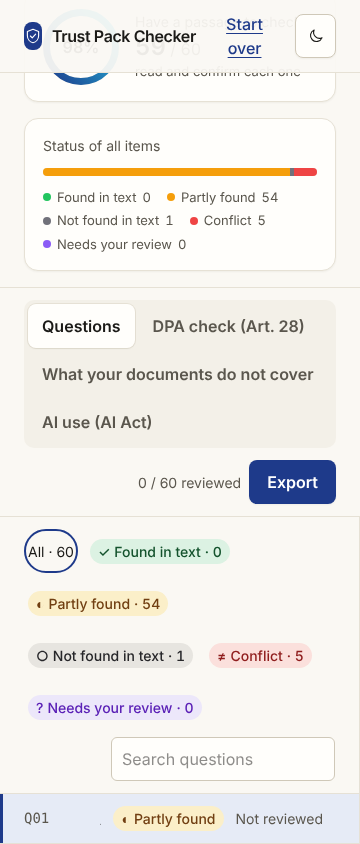 Have a passage to check
98%
59 / 60
Trust Pack Checker
Start over
read and confirm each one
Status of all items
Found in text 0
Partly found 54
Not found in text 1
Conflict 5
Needs your review 0
Questions
DPA check (Art. 28)
What your documents do not cover
AI use (AI Act)
0 / 60 reviewed
Export
All · 60
✓ Found in text · 0
Partly found · 54
○ Not found in text · 1
≠ Conflict · 5
? Needs your review · 0
Search questions
Q01
Partly found
Not reviewed